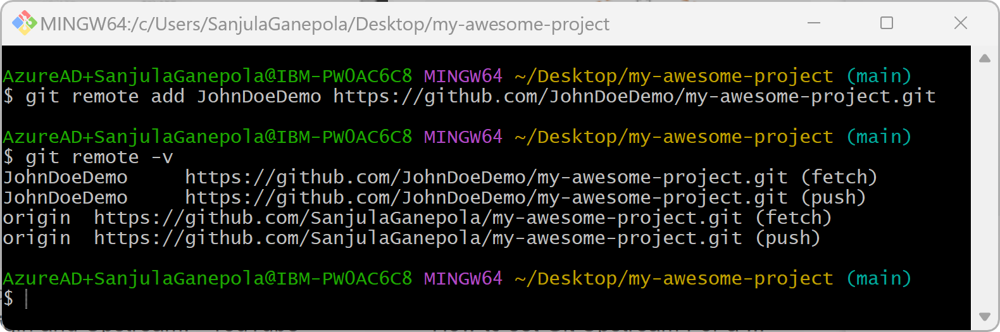 MINGW64:/c/Users/SanjulaGanepola/Desktop/my-awesome-project
AzureAD+SanjulaGanepola@IBM-PW0AC6C8 MINGW64 ~/Desktop/my-awesome-project (main)
$ git remote add JohnDoeDemo https://github.com/JohnDoeDemo/my-awesome-project.git
AzureAD+SanjulaGanepola@IBM-PW0AC6C8 MINGW64 ~/Desktop/my-awesome-project (main)
$ git remote -v
JohnDoeDemo     https://github.com/JohnDoeDemo/my-awesome-project.git (fetch)
JohnDoeDemo     https://github.com/JohnDoeDemo/my-awesome-project.git (push)
origin  https://github.com/SanjulaGanepola/my-awesome-project.git (fetch)
origin  https://github.com/SanjulaGanepola/my-awesome-project.git (push)
AzureAD+SanjulaGanepola@IBM-PW0AC6C8 MINGW64 ~/Desktop/my-awesome-project (main)
$